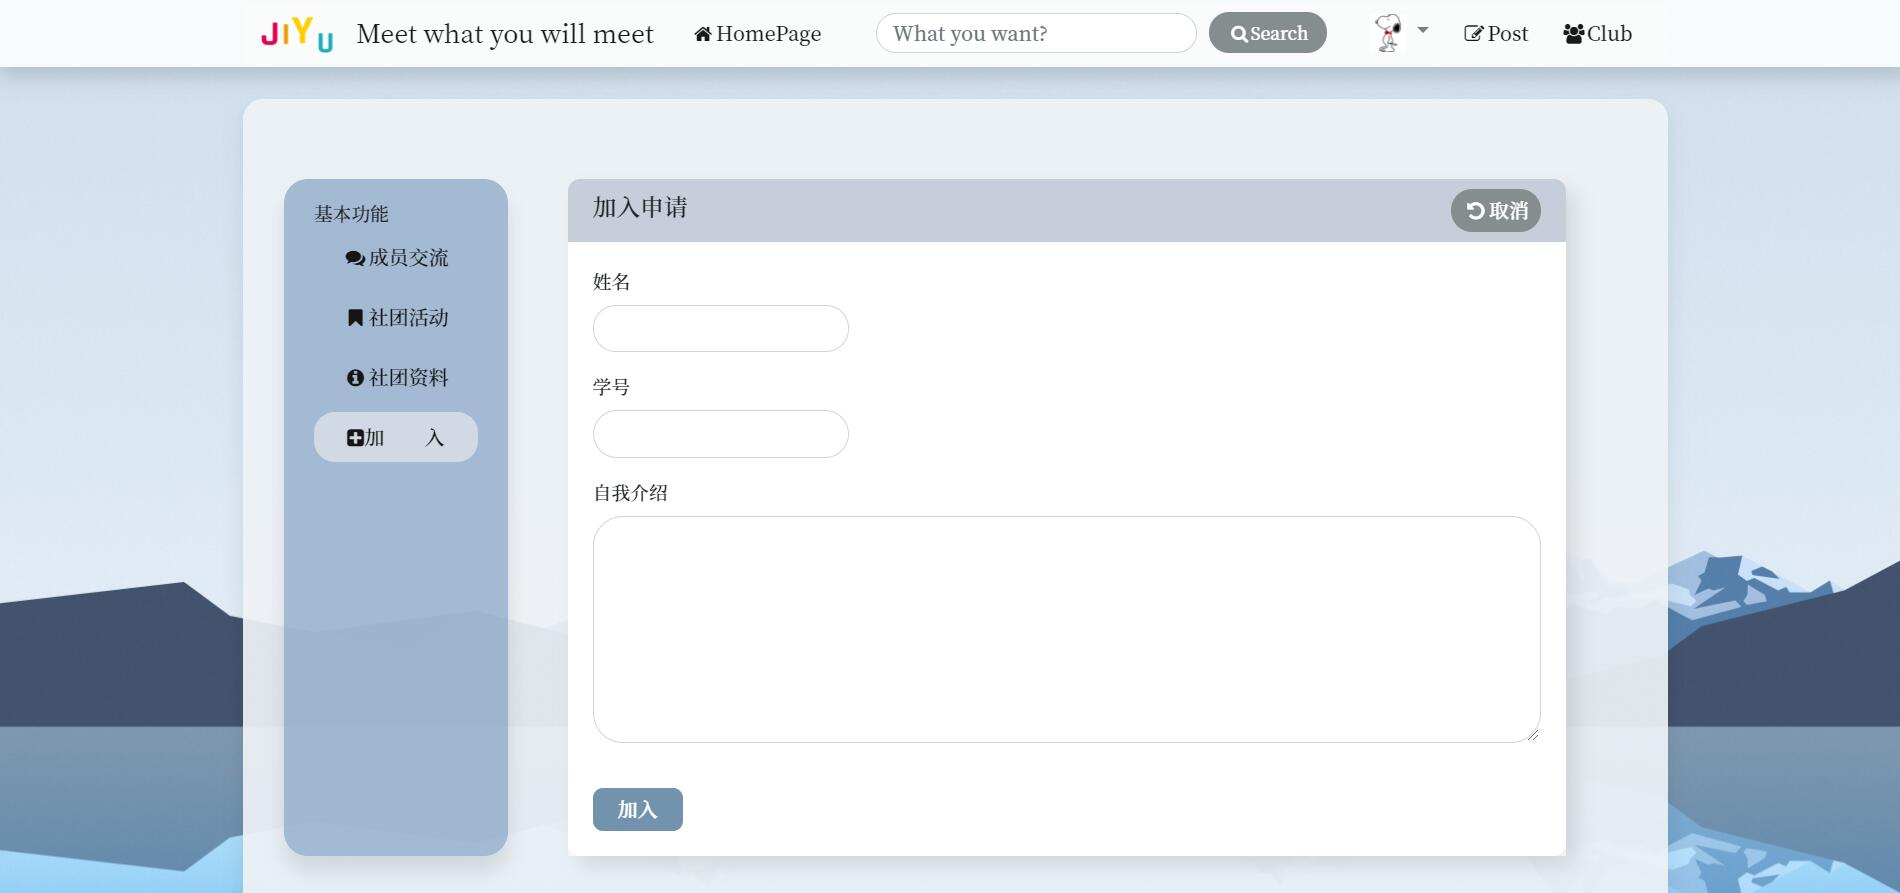 JIYU Meet what you will meet HomePage What you want? Search Post Club
基本功能
成员交流
社团活动
社团资料
加 入
加入申请 取消
姓名
学号
自我介绍
加入